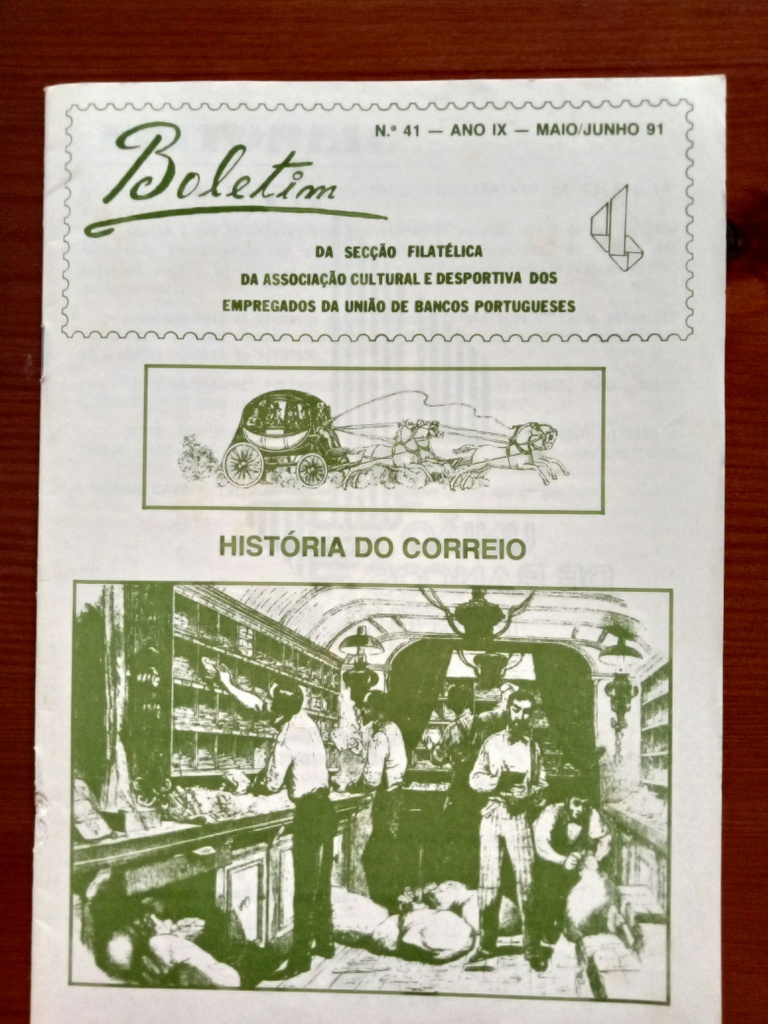 N.º 41 — ANO IX — MAIO/JUNHO 91
Boletim
DA SECÇÃO FILATÉLICA
DA ASSOCIAÇÃO CULTURAL E DESPORTIVA DOS
EMPREGADOS DA UNIÃO DE BANCOS PORTUGUESES
HISTÓRIA DO CORREIO